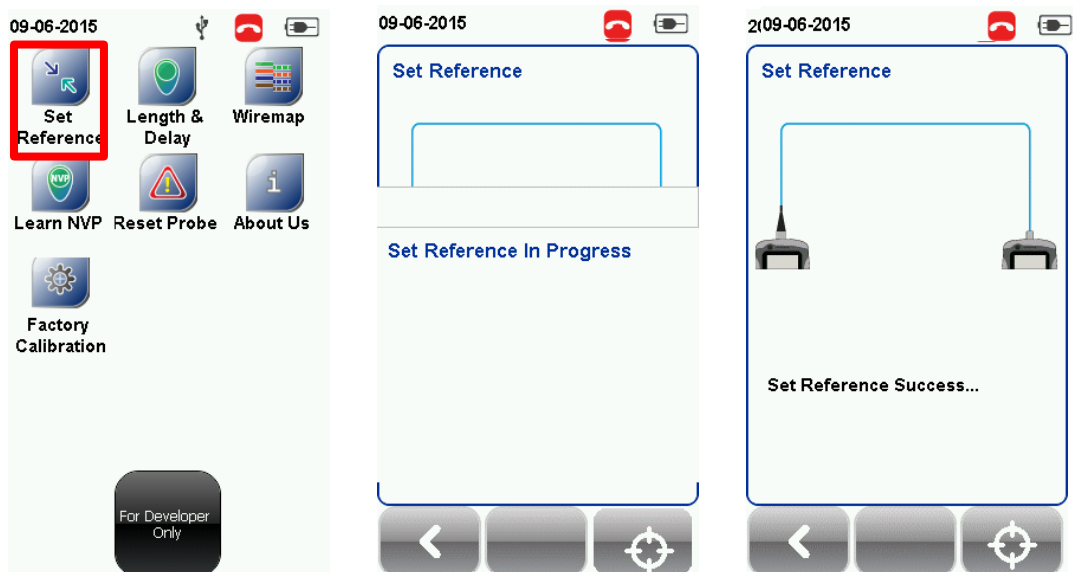 09-06-2015
Set
Reference
Length &
Delay
Wiremap
NVP
Learn NVP
Reset Probe
i
About Us
Factory
Calibration
For Developer
Only
09-06-2015
Set Reference
Set Reference In Progress
2(09-06-2015
Set Reference
Set Reference Success...